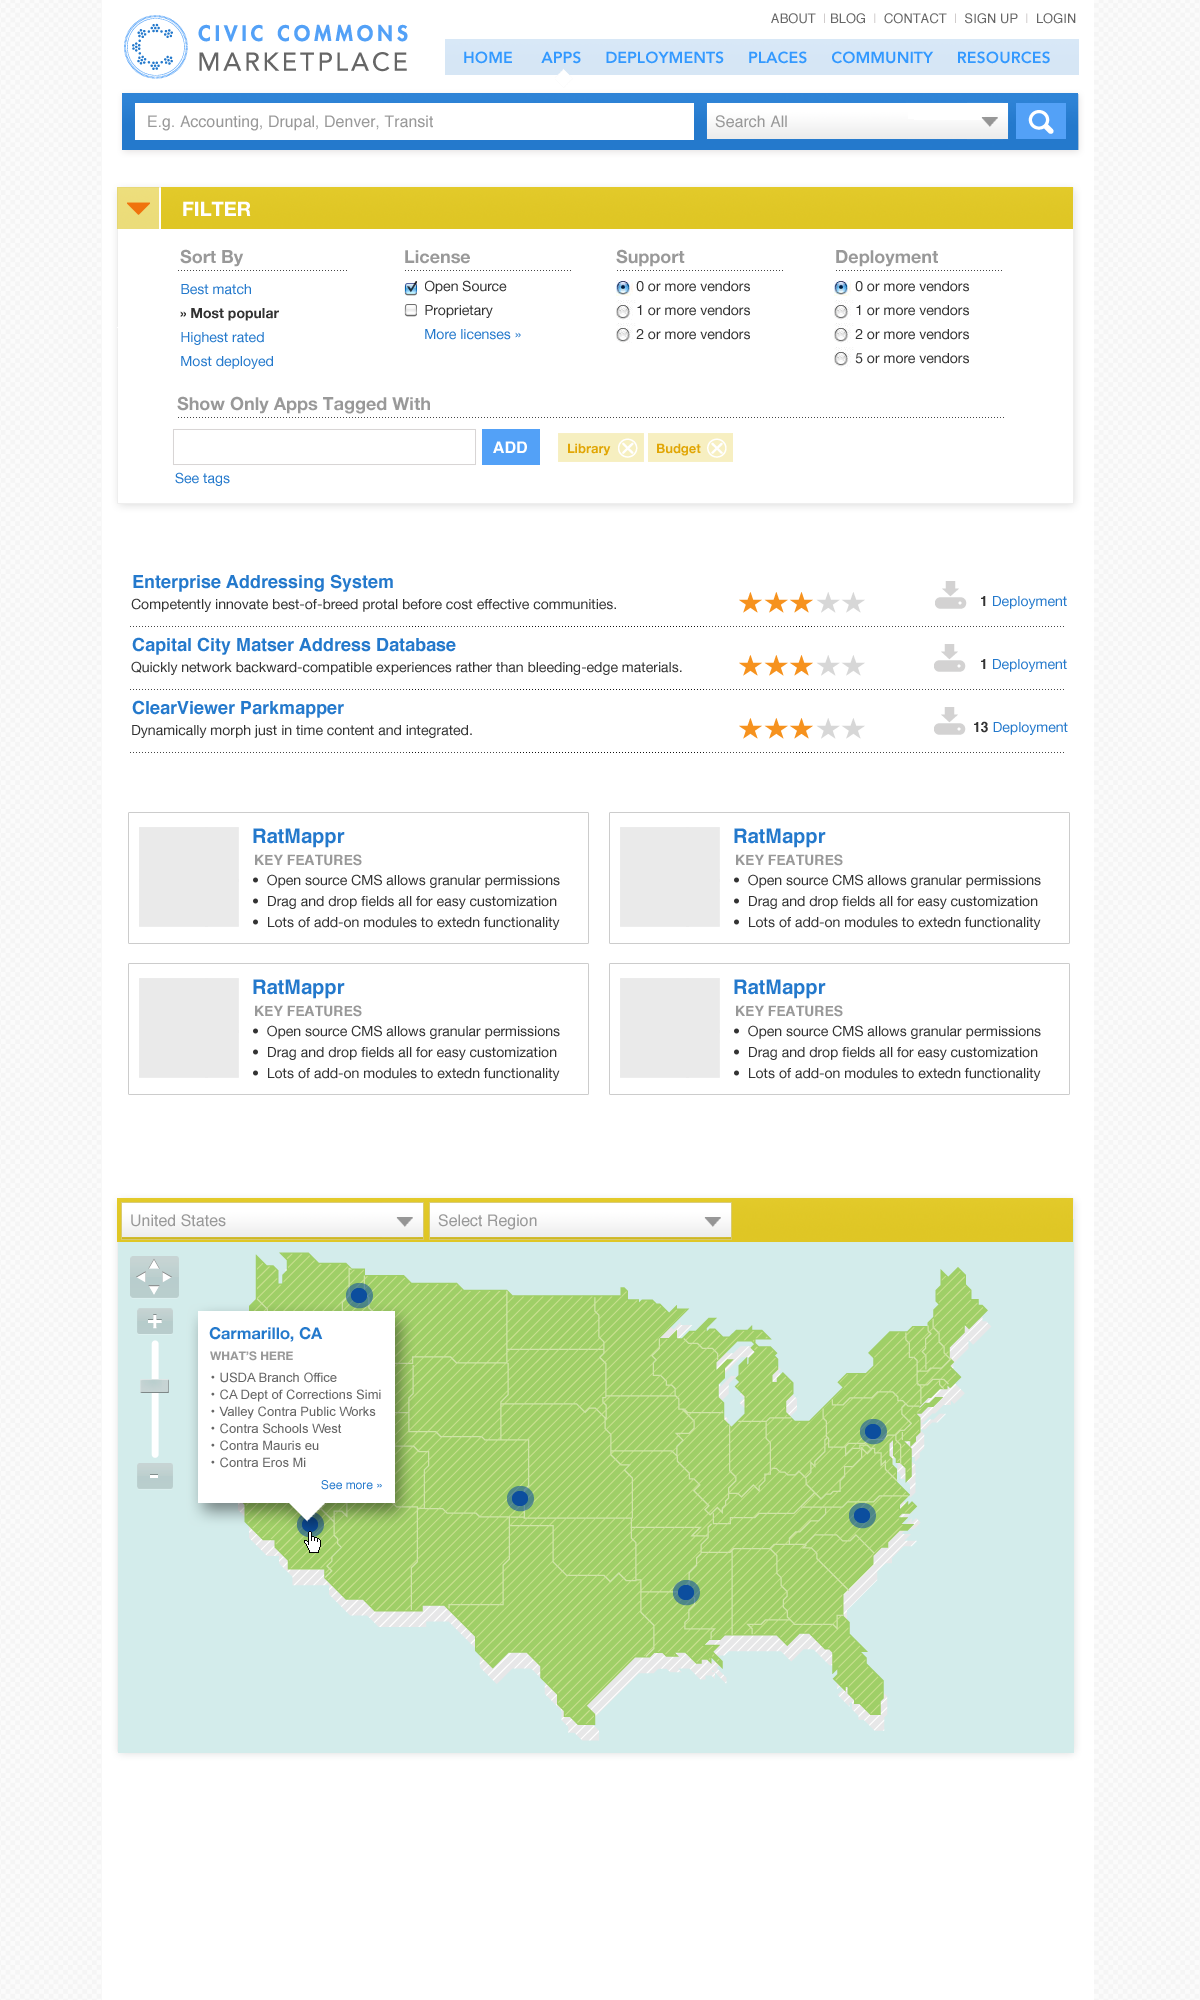 ABOUT | BLOG | CONTACT | SIGN UP | LOGIN
CIVIC COMMONS
MARKETPLACE
HOME APPS DEPLOYMENTS PLACES COMMUNITY RESOURCES
E.g. Accounting, Drupal, Denver, Transit Search All
FILTER
Sort By License Support Deployment
Best match Open Source 0 or more vendors 0 or more vendors
» Most popular Proprietary 1 or more vendors 1 or more vendors
Highest rated More licenses » 2 or more vendors 2 or more vendors
Most deployed 5 or more vendors
Show Only Apps Tagged With
ADD Library Budget
See tags
Enterprise Addressing System
Competently innovate best-of-breed protal before cost effective communities. 1 Deployment
Capital City Matser Address Database
Quickly network backward-compatible experiences rather than bleeding-edge materials. 1 Deployment
ClearViewer Parkmapper
Dynamically morph just in time content and integrated. 13 Deployment
RatMappr
KEY FEATURES
• Open source CMS allows granular permissions
• Drag and drop fields all for easy customization
• Lots of add-on modules to extedn functionality
RatMappr
KEY FEATURES
• Open source CMS allows granular permissions
• Drag and drop fields all for easy customization
• Lots of add-on modules to extedn functionality
RatMappr
KEY FEATURES
• Open source CMS allows granular permissions
• Drag and drop fields all for easy customization
• Lots of add-on modules to extedn functionality
RatMappr
KEY FEATURES
• Open source CMS allows granular permissions
• Drag and drop fields all for easy customization
• Lots of add-on modules to extedn functionality
United States Select Region
Carmarillo, CA
WHAT'S HERE
• USDA Branch Office
• CA Dept of Corrections Simi
• Valley Contra Public Works
• Contra Schools West
• Contra Mauris eu
• Contra Eros Mi
See more »